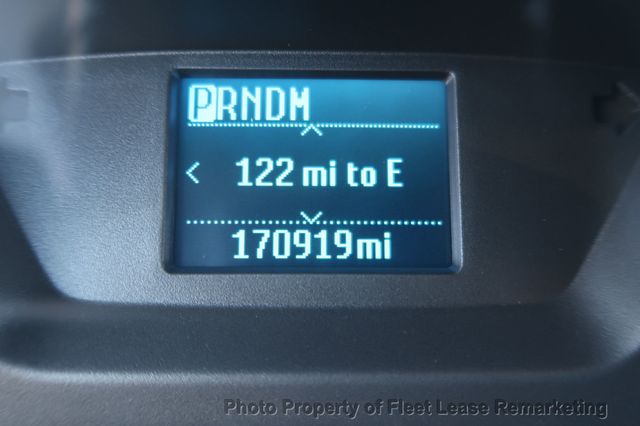 PRNDM
122 mi to E
170919mi
Photo Property of Fleet Lease Remarketing